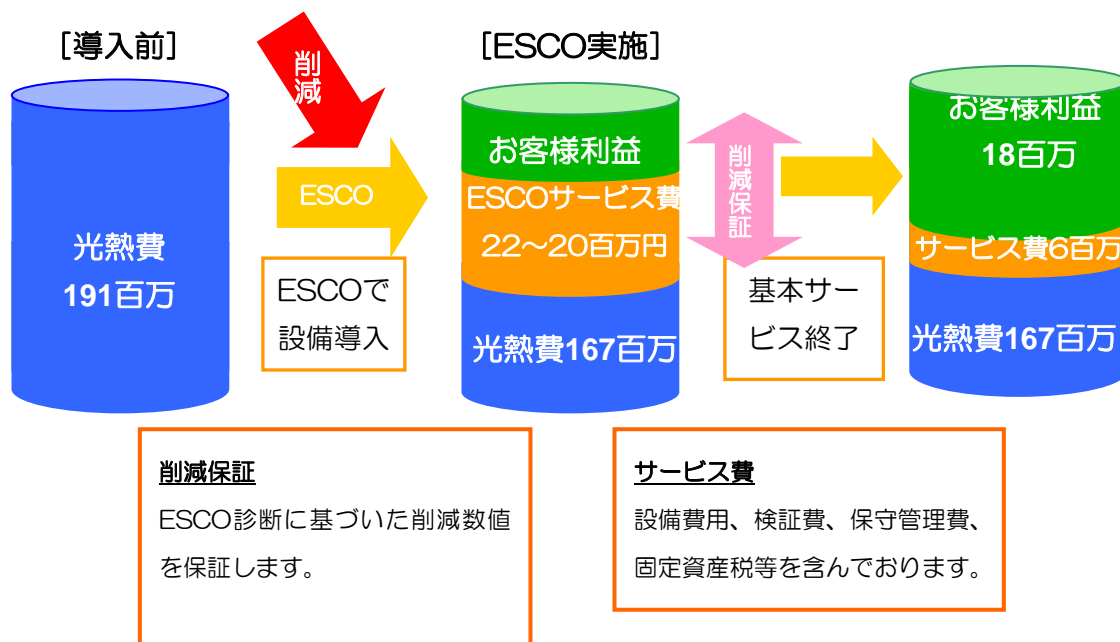 [導入前]
削減
[ESCO実施]
光熱費
191百万
ESCO
ESCOで
設備導入
お客様利益
ESCOサービス費
22～20百万円
光熱費167百万
削減保証
基本サー
ビス終了
お客様利益
18百万
サービス費6百万
光熱費167百万
削減保証
ESCO診断に基づいた削減数値
を保証します。
サービス費
設備費用、検証費、保守管理費、
固定資産税等を含んでおります。